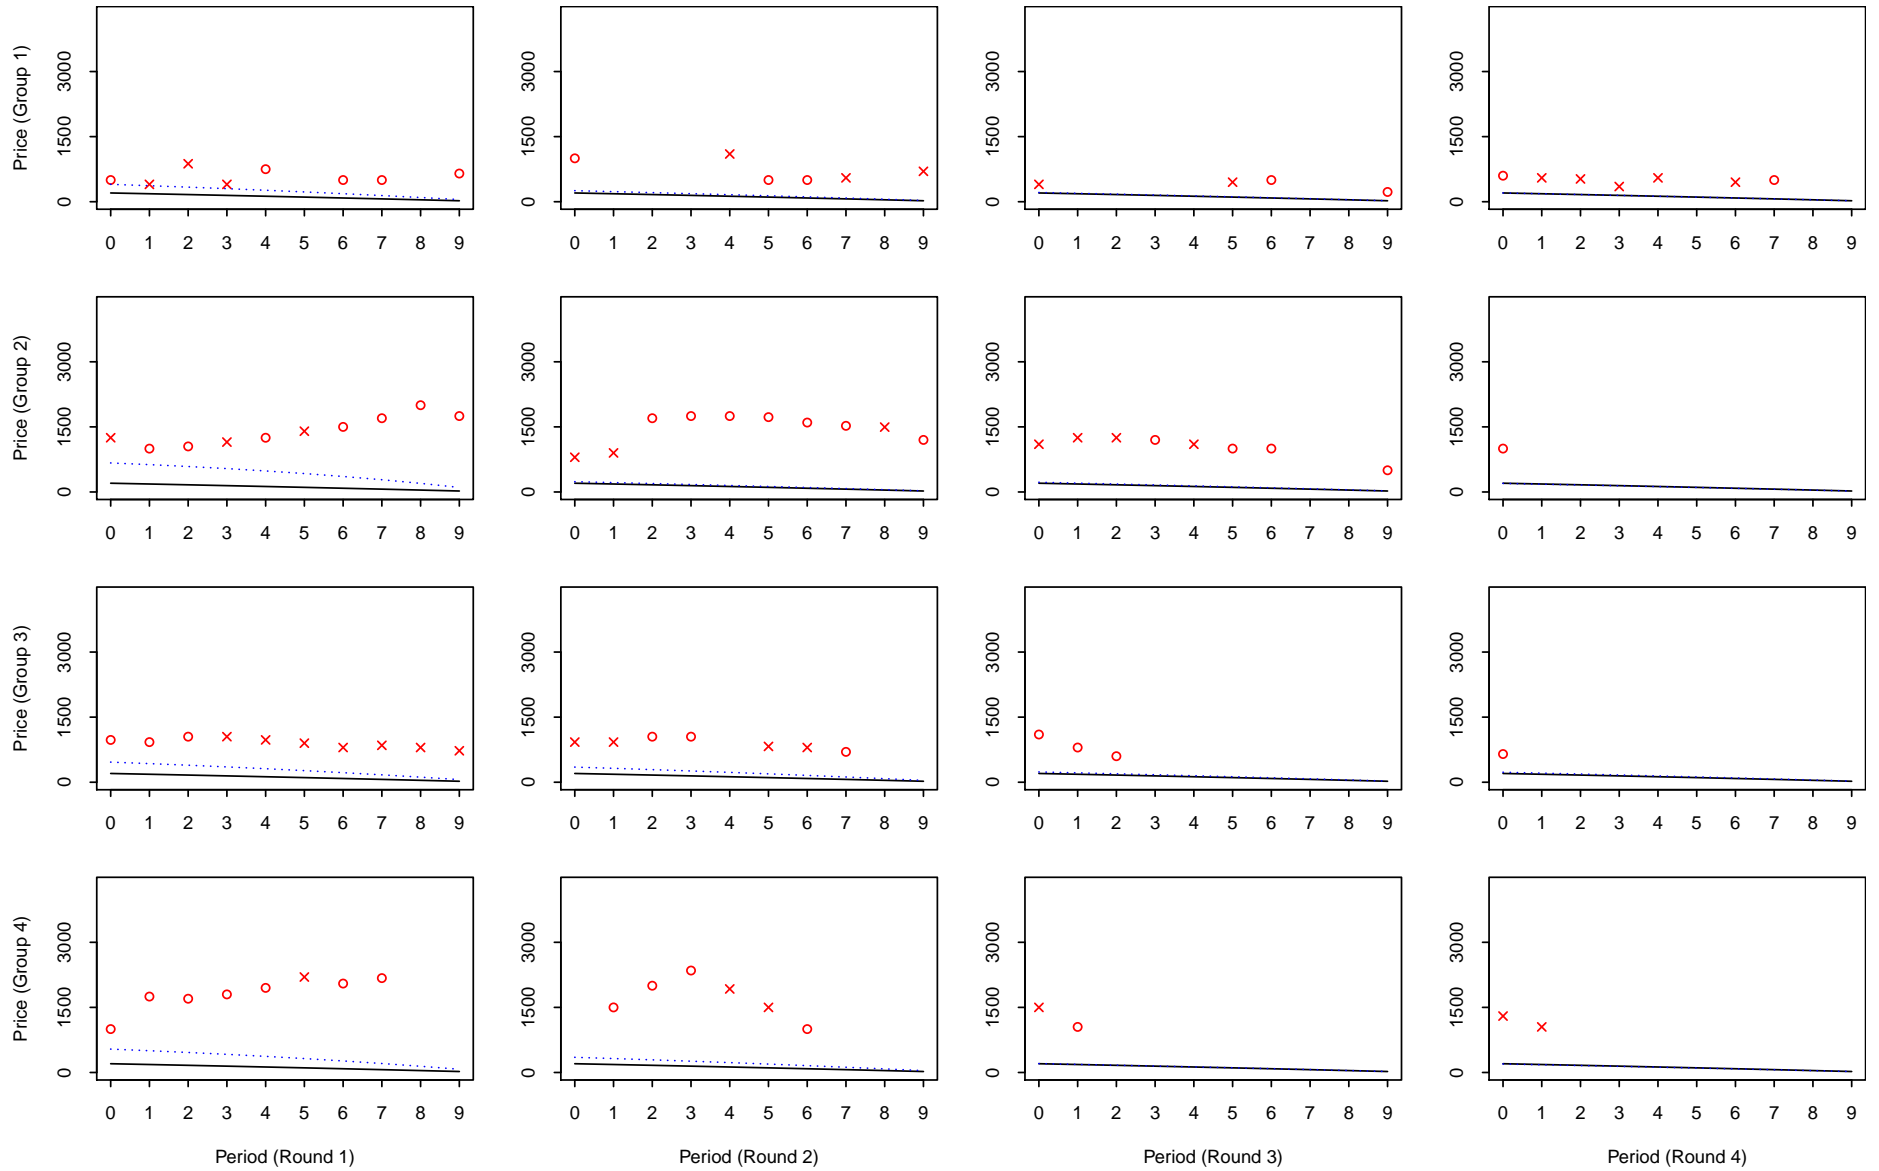 Price (Group 1)
0 1500 3000
0 1 2 3 4 5 6 7 8 9
0 1500 3000
0 1 2 3 4 5 6 7 8 9
0 1500 3000
0 1 2 3 4 5 6 7 8 9
0 1500 3000
0 1 2 3 4 5 6 7 8 9
Price (Group 2)
0 1500 3000
0 1 2 3 4 5 6 7 8 9
0 1500 3000
0 1 2 3 4 5 6 7 8 9
0 1500 3000
0 1 2 3 4 5 6 7 8 9
0 1500 3000
0 1 2 3 4 5 6 7 8 9
Price (Group 3)
0 1500 3000
0 1 2 3 4 5 6 7 8 9
0 1500 3000
0 1 2 3 4 5 6 7 8 9
0 1500 3000
0 1 2 3 4 5 6 7 8 9
0 1500 3000
0 1 2 3 4 5 6 7 8 9
Price (Group 4)
0 1500 3000
0 1 2 3 4 5 6 7 8 9
Period (Round 1)
0 1500 3000
0 1 2 3 4 5 6 7 8 9
Period (Round 2)
0 1500 3000
0 1 2 3 4 5 6 7 8 9
Period (Round 3)
0 1500 3000
0 1 2 3 4 5 6 7 8 9
Period (Round 4)